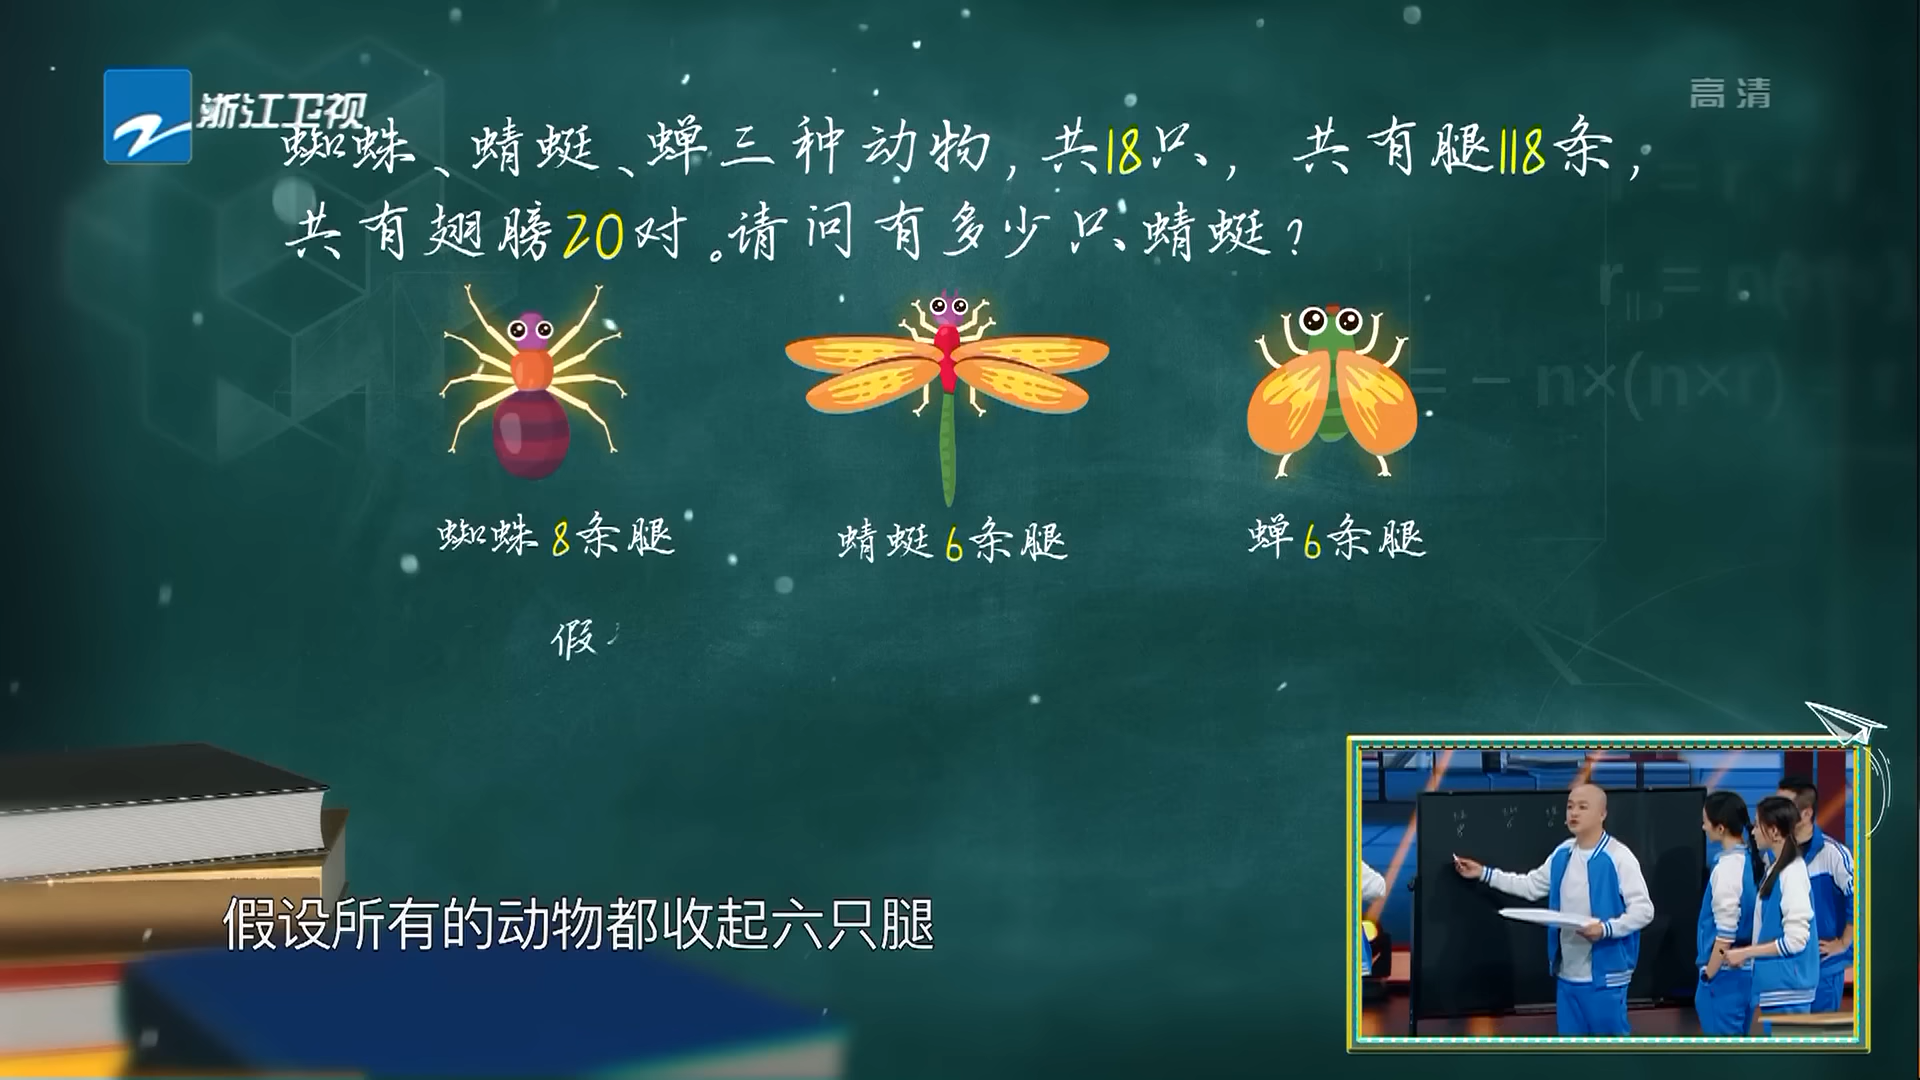 浙江卫视
高清
蜘蛛、蜻蜓、蝉三种动物,共18只,共有腿118条,
共有翅膀20对。请问有多少只蜻蜓?
蜘蛛8条腿
蜻蜓6条腿
蝉6条腿
假
假设所有的动物都收起六只腿